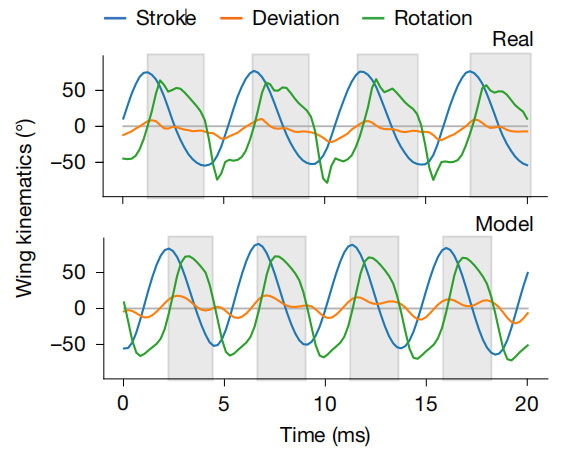 Stroke Deviation Rotation
Real
50
0
−50
Model
50
0
−50
Wing kinematics (°)
0 5 10 15 20
Time (ms)